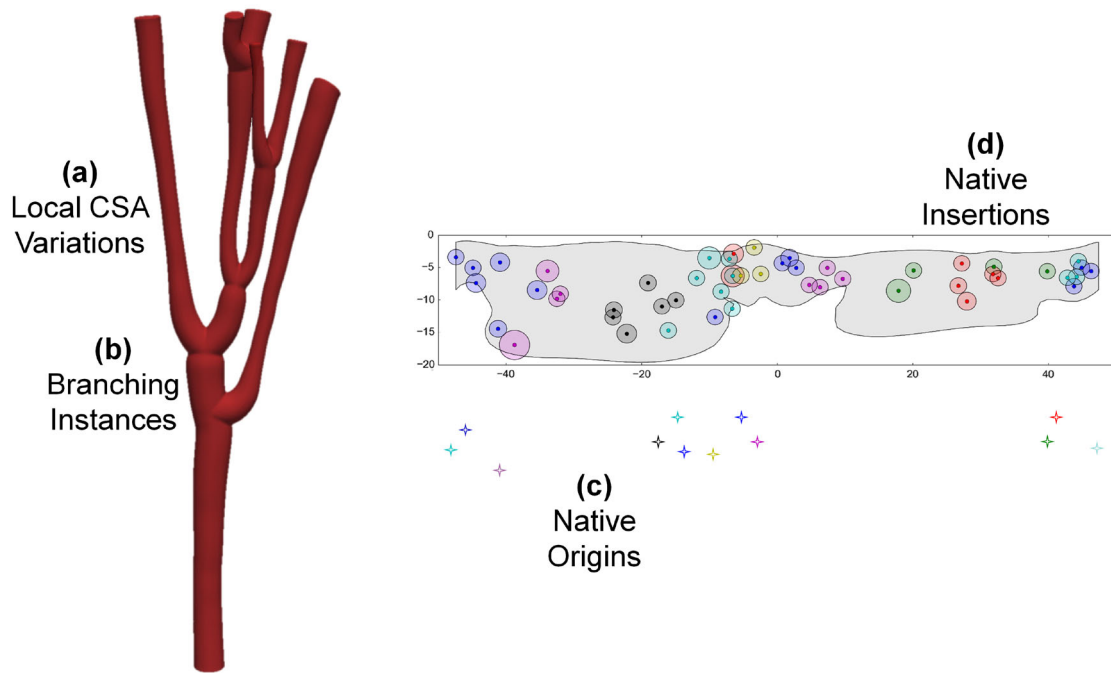 (a)
Local CSA
Variations
(b)
Branching
Instances
(d)
Native
Insertions
0
−5
−10
−15
−20
−40
−20
0
20
40
(c)
Native
Origins